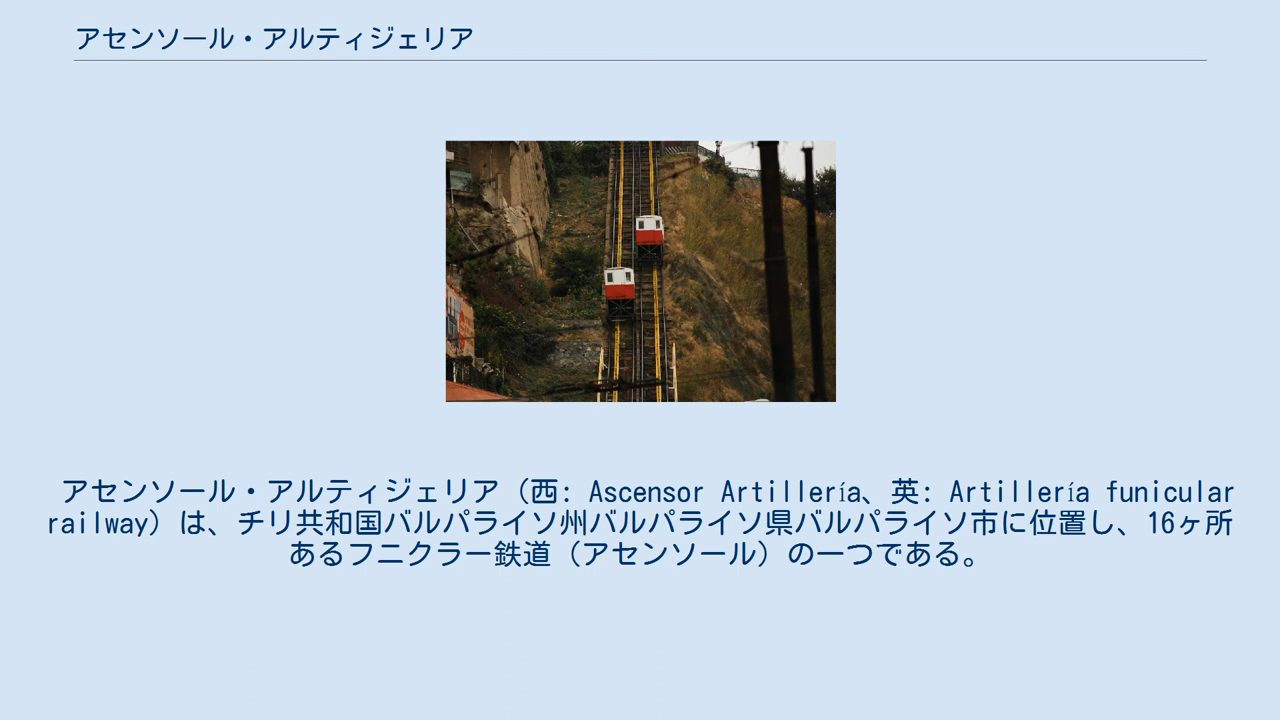 アセンソール・アルティジェリア
アセンソール・アルティジェリア（西: Ascensor Artillería、英: Artillería funicular
railway）は、チリ共和国バルパライソ州バルパライソ県バルパライソ市に位置し、16ヶ所
あるフニクラー鉄道（アセンソール）の一つである。